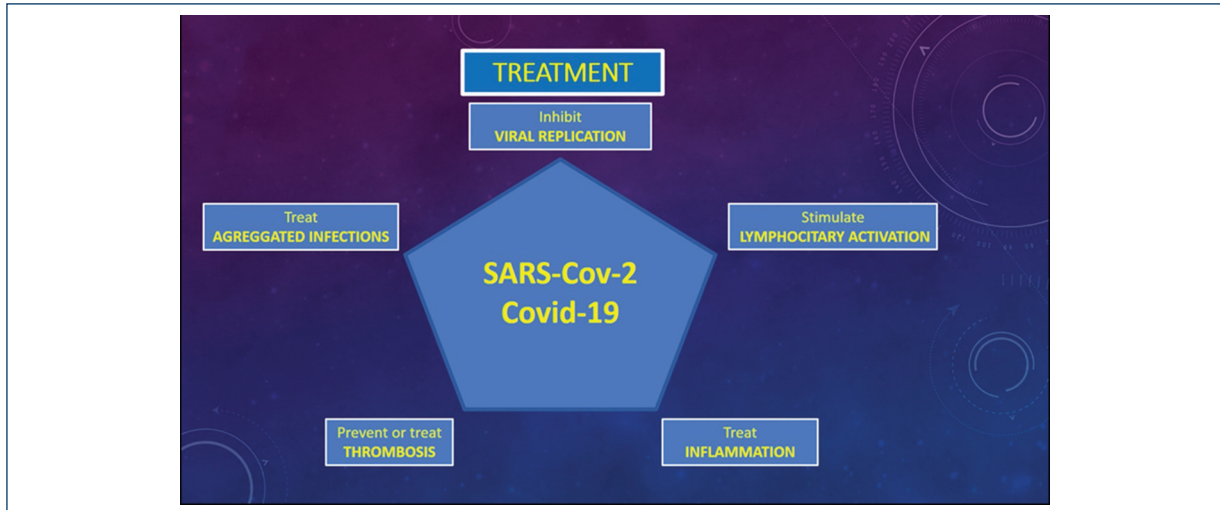 TREATMENT
Inhibit
VIRAL REPLICATION
Treat
AGREGGATED INFECTIONS
Stimulate
LYMPHOCITARY ACTIVATION
SARS-Cov-2
Covid-19
Prevent or treat
THROMBOSIS
Treat
INFLAMMATION